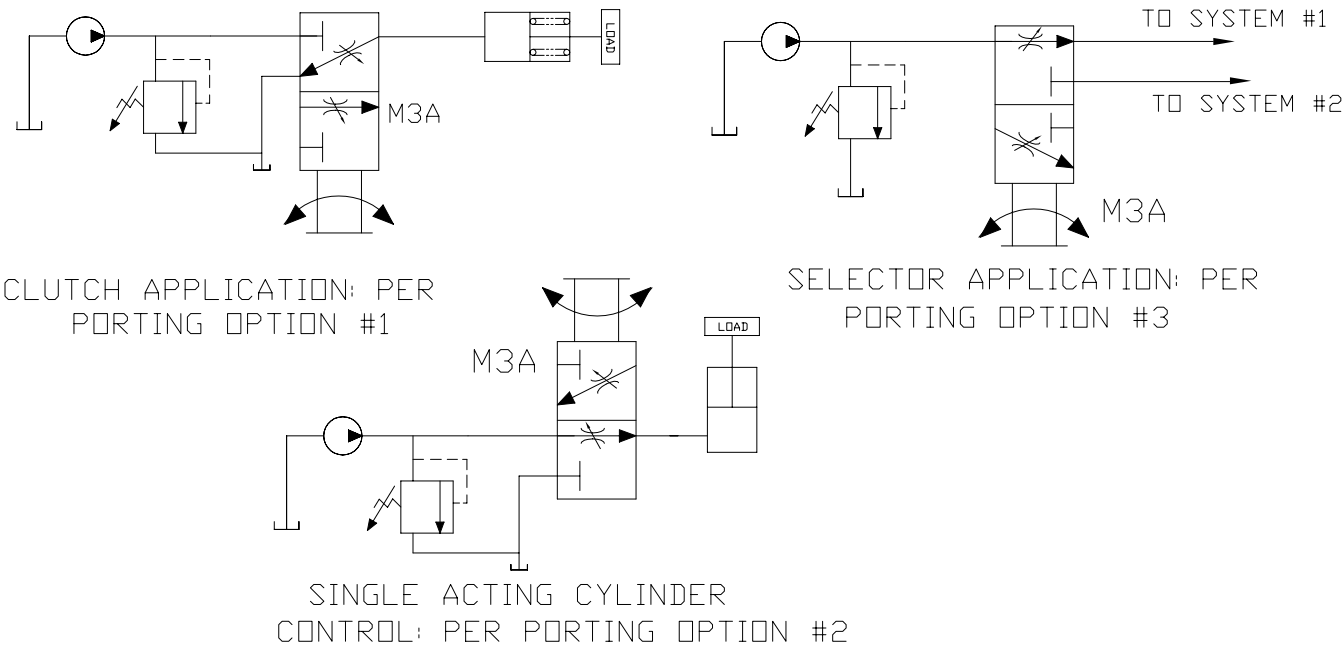 LOAD
M3A
CLUTCH APPLICATION: PER
PORTING OPTION #1
TO SYSTEM #1
TO SYSTEM #2
M3A
SELECTOR APPLICATION: PER
PORTING OPTION #3
M3A
LOAD
SINGLE ACTING CYLINDER
CONTROL: PER PORTING OPTION #2